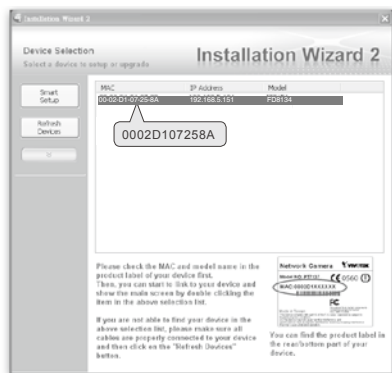 Installation Wizard 2
Device Selection
Select a device to setup or upgrade
Installation Wizard 2
Smart
Setup
Refresh
Devices
MAC IP Address Model
00-02-D1-07-25-8A 192.168.5.151 FD8134
0002D107258A
Please check the MAC and model name in the
product label of your device first.
Then, you can start to link to your device and
show the main screen by double clicking the
item in the above selection list.
If you are not able to find your device in the
above selection list, please make sure all
cables are properly connected to your device
and then click on the "Refresh Devices"
button.
Network Camera VIVOTEK
0560
FC
You can find the product label in
the rear/bottom part of your
device.